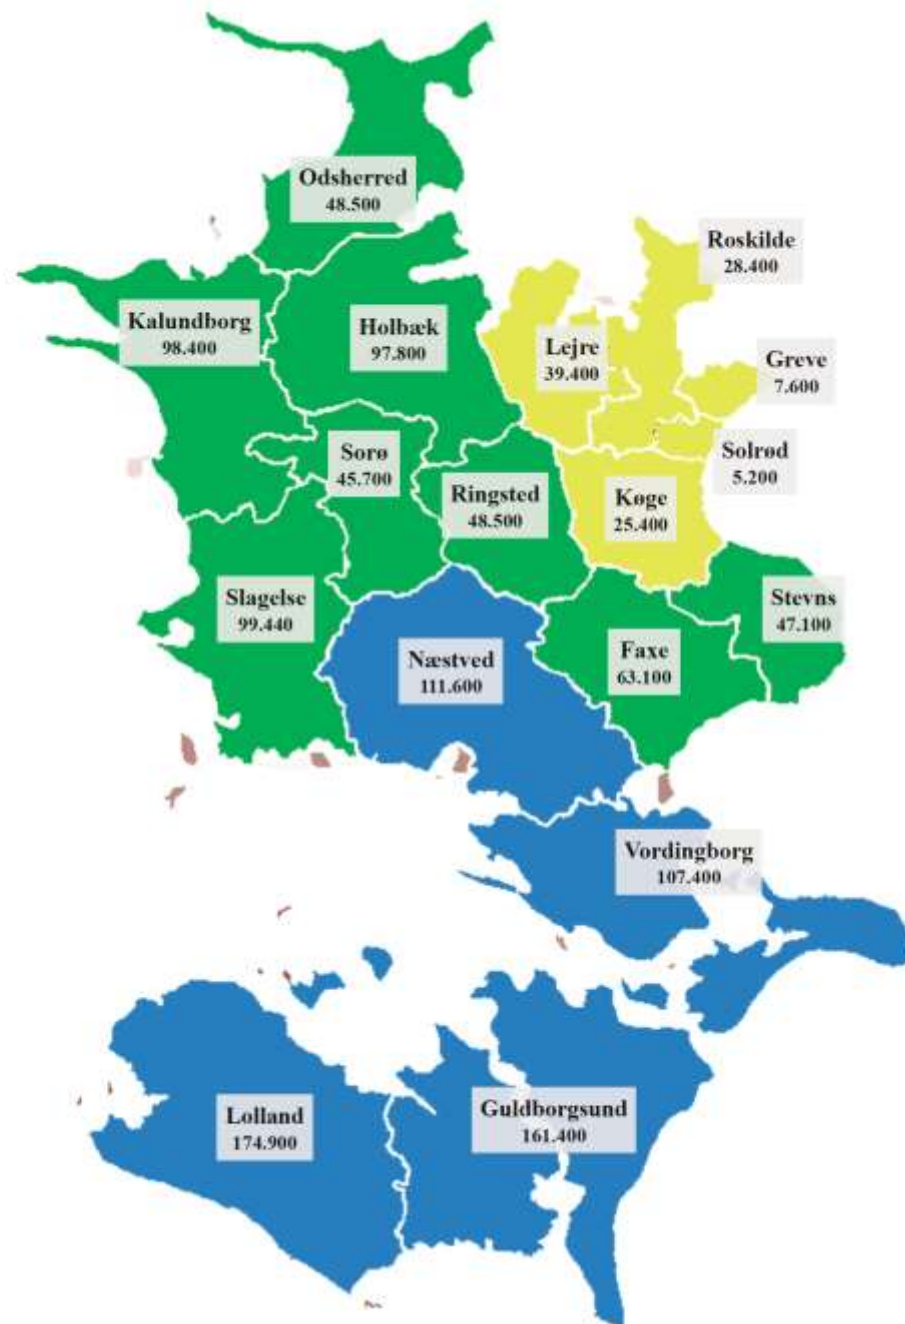 Odsherred
48.500
Roskilde
28.400
Kalundborg
98.400
Holbæk
97.800
Lejre
39.400
Greve
7.600
Sorø
45.700
Solrød
5.200
Ringsted
48.500
Køge
25.400
Slagelse
99.440
Stevns
47.100
Næstved
111.600
Faxe
63.100
Vordingborg
107.400
Lolland
174.900
Guldborgsund
161.400